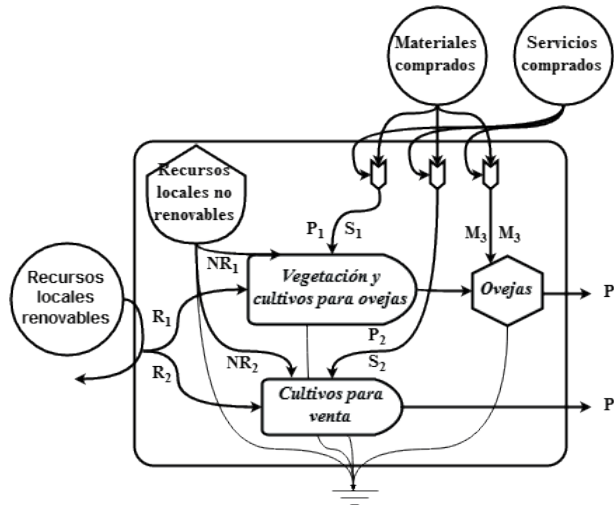 Materiales
comprados
Servicios
comprados
Recursos
locales no
renovables
Recursos
locales
renovables
P1 S1
M3 M3
NR1
Vegetación y
cultivos para ovejas
Ovejas
P
R1
P2
S2
NR2
R2
Cultivos para
venta
P